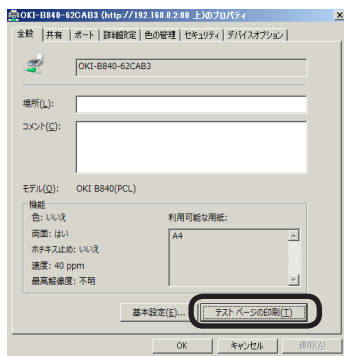 OKI-B840-62CAB3 (http://192.168.0.2:80 上)のプロパティ
全般 共有 ポート 詳細設定 色の管理 セキュリティ デバイスオプション
OKI-B840-62CAB3
場所(L):
コメント(C):
モデル(O): OKI B840(PCL)
機能
色: いいえ 利用可能な用紙:
両面: はい A4
ホチキス止め: いいえ
速度: 40 ppm
最高解像度: 不明
基本設定(E)... テスト ページの印刷(T)
OK キャンセル 適用(A)